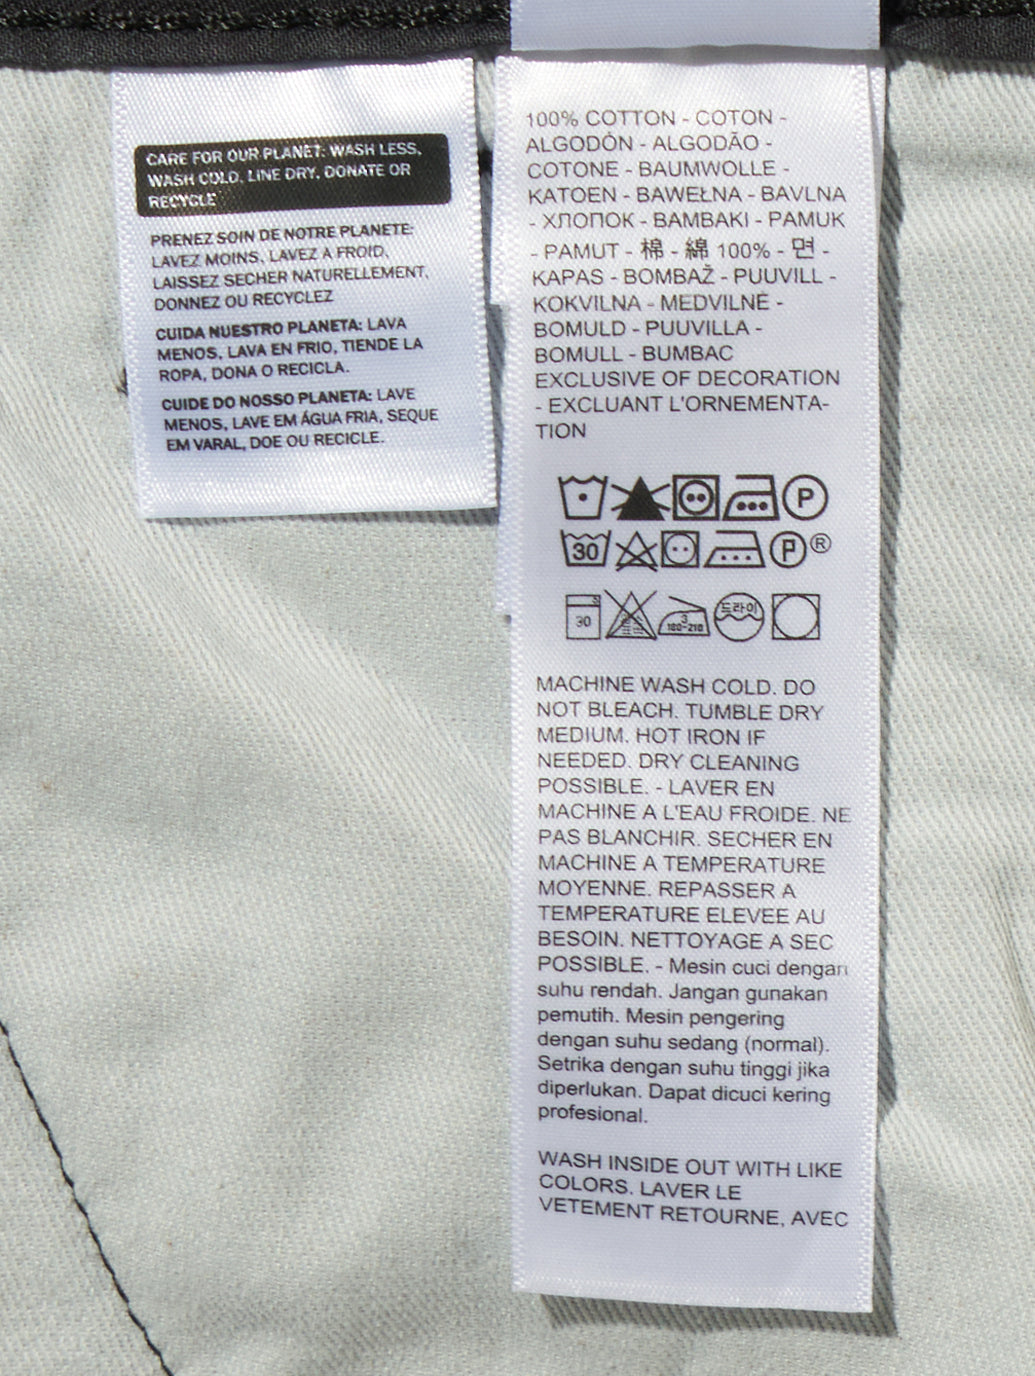 CARE FOR OUR PLANET: WASH LESS,
WASH COLD, LINE DRY, DONATE OR
RECYCLE
PRENEZ SOIN DE NOTRE PLANETE:
LAVEZ MOINS, LAVEZ A FROID,
LAISSEZ SECHER NATURELLEMENT,
DONNEZ OU RECYCLEZ
CUIDA NUESTRO PLANETA: LAVA
MENOS, LAVA EN FRIO, TIENDE LA
ROPA, DONA O RECICLA.
CUIDE DO NOSSO PLANETA: LAVE
MENOS, LAVE EM ÁGUA FRIA, SEQUE
EM VARAL, DOE OU RECICLE.
100% COTTON - COTON -
ALGODÓN - ALGODÃO -
COTONE - BAUMWOLLE -
KATOEN - BAWEŁNA - BAVLNA
- ХЛОПОК - BAMBAKI - PAMUK
- PAMUT - 棉 - 綿 100% - 면 -
KAPAS - BOMBAŽ - PUUVILL -
KOKVILNA - MEDVILNĖ -
BOMULD - PUUVILLA -
BOMULL - BUMBAC
EXCLUSIVE OF DECORATION
- EXCLUANT L'ORNEMENTA-
TION
P
30 P ®
30 3 180-210 드라이
MACHINE WASH COLD. DO
NOT BLEACH. TUMBLE DRY
MEDIUM. HOT IRON IF
NEEDED. DRY CLEANING
POSSIBLE. - LAVER EN
MACHINE A L'EAU FROIDE. NE
PAS BLANCHIR. SECHER EN
MACHINE A TEMPERATURE
MOYENNE. REPASSER A
TEMPERATURE ELEVEE AU
BESOIN. NETTOYAGE A SEC
POSSIBLE. - Mesin cuci dengan
suhu rendah. Jangan gunakan
pemutih. Mesin pengering
dengan suhu sedang (normal).
Setrika dengan suhu tinggi jika
diperlukan. Dapat dicuci kering
profesional.
WASH INSIDE OUT WITH LIKE
COLORS. LAVER LE
VETEMENT RETOURNE, AVEC